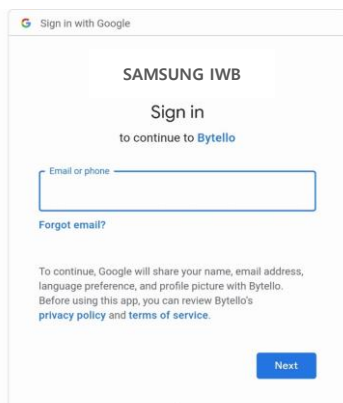 Sign in with Google
SAMSUNG IWB
Sign in
to continue to Bytello
Email or phone
Forgot email?
To continue, Google will share your name, email address,
language preference, and profile picture with Bytello.
Before using this app, you can review Bytello's
privacy policy and terms of service.
Next